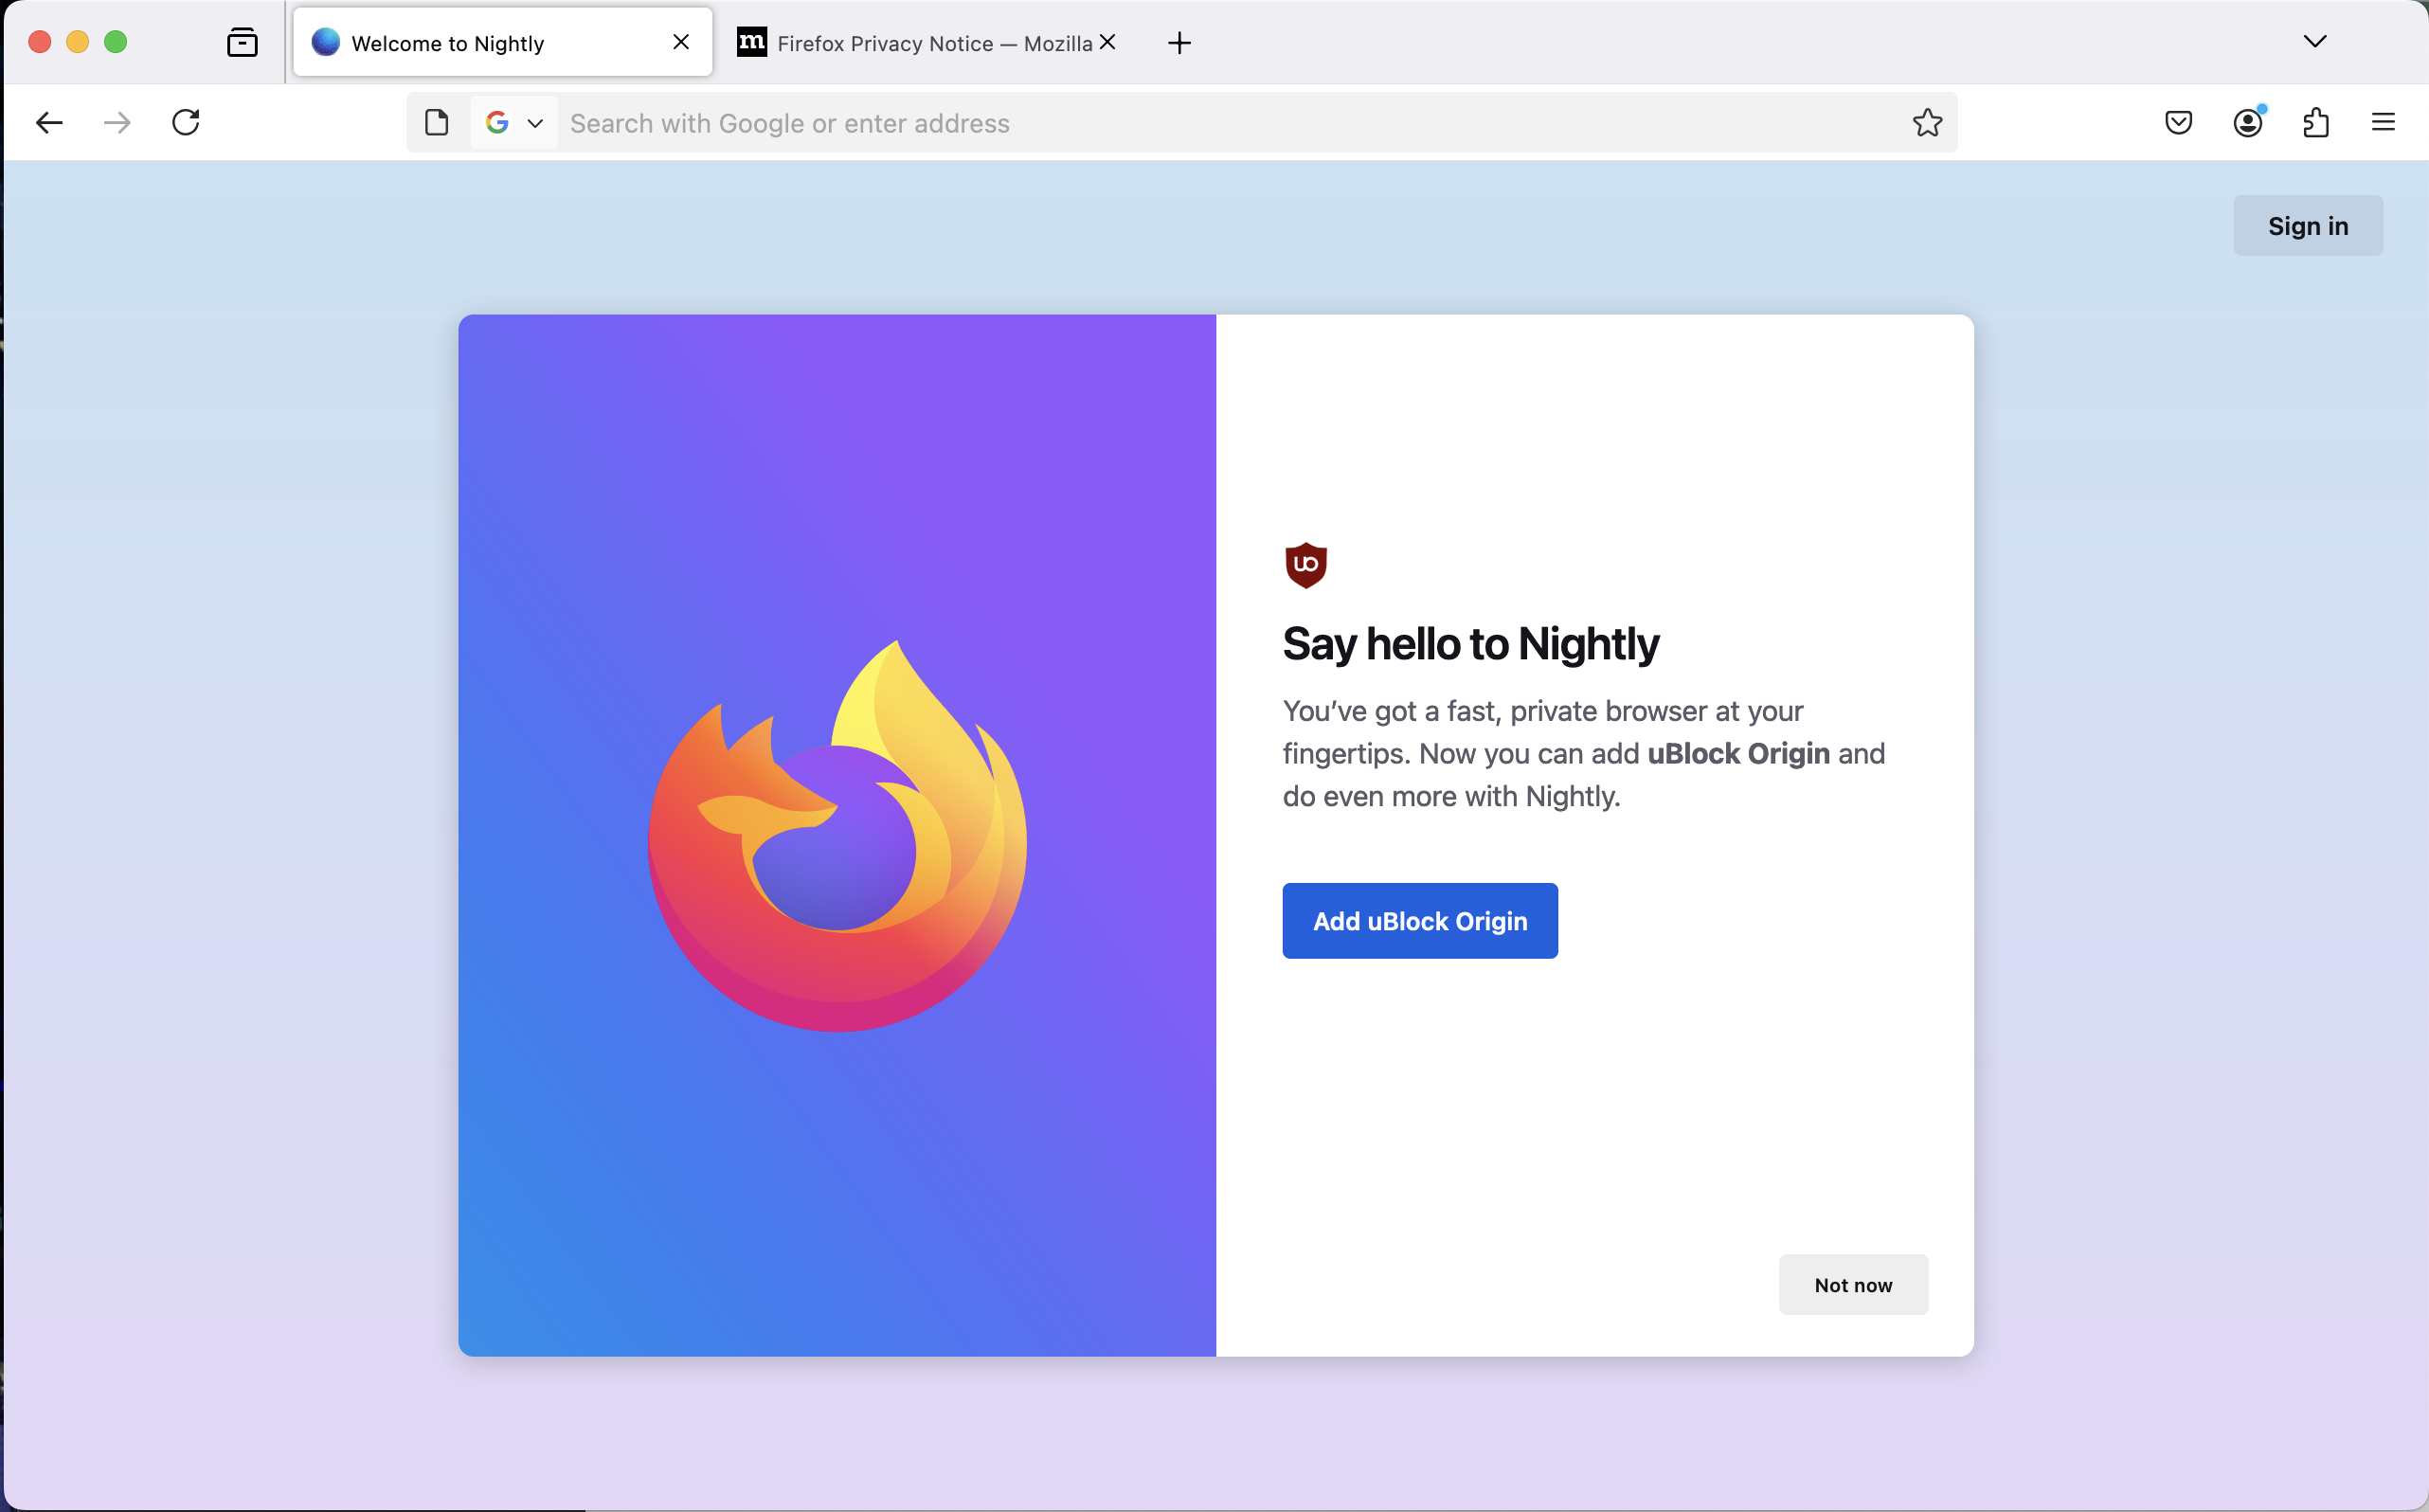 Welcome to Nightly
Firefox Privacy Notice — Mozilla
Search with Google or enter address
Sign in
uo
Say hello to Nightly
You’ve got a fast, private browser at your
fingertips. Now you can add uBlock Origin and
do even more with Nightly.
Add uBlock Origin
Not now